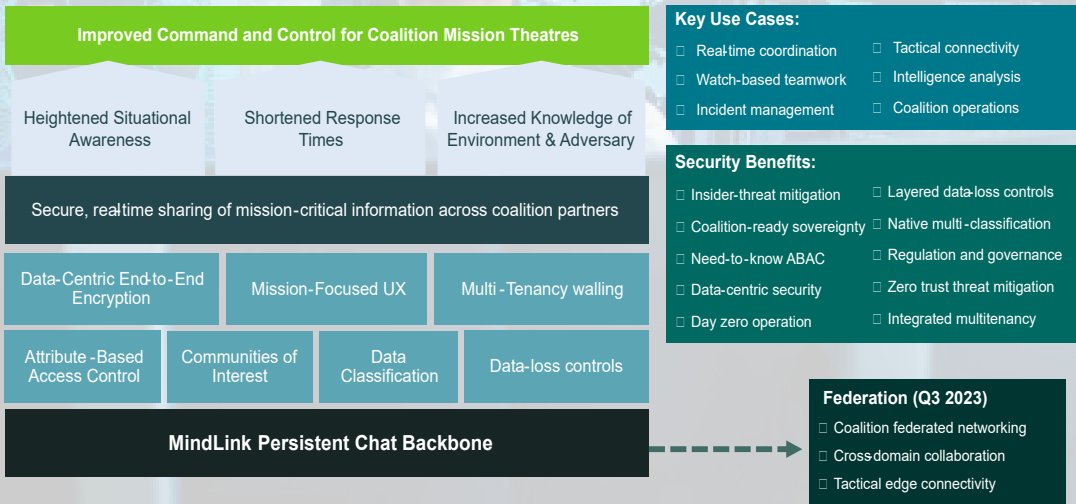 Improved Command and Control for Coalition Mission Theatres
Heightened Situational
Awareness
Shortened Response
Times
Increased Knowledge of
Environment & Adversary
Secure, real-time sharing of mission-critical information across coalition partners
Data-Centric End-to-End
Encryption
Mission-Focused UX
Multi-Tenancy walling
Attribute-Based
Access Control
Communities of
Interest
Data
Classification
Data-loss controls
MindLink Persistent Chat Backbone
Key Use Cases:
Real-time coordination
Watch-based teamwork
Incident management
Tactical connectivity
Intelligence analysis
Coalition operations
Security Benefits:
Insider-threat mitigation
Coalition-ready sovereignty
Need-to-know ABAC
Data-centric security
Day zero operation
Layered data-loss controls
Native multi-classification
Regulation and governance
Zero trust threat mitigation
Integrated multitenancy
Federation (Q3 2023)
Coalition federated networking
Cross-domain collaboration
Tactical edge connectivity